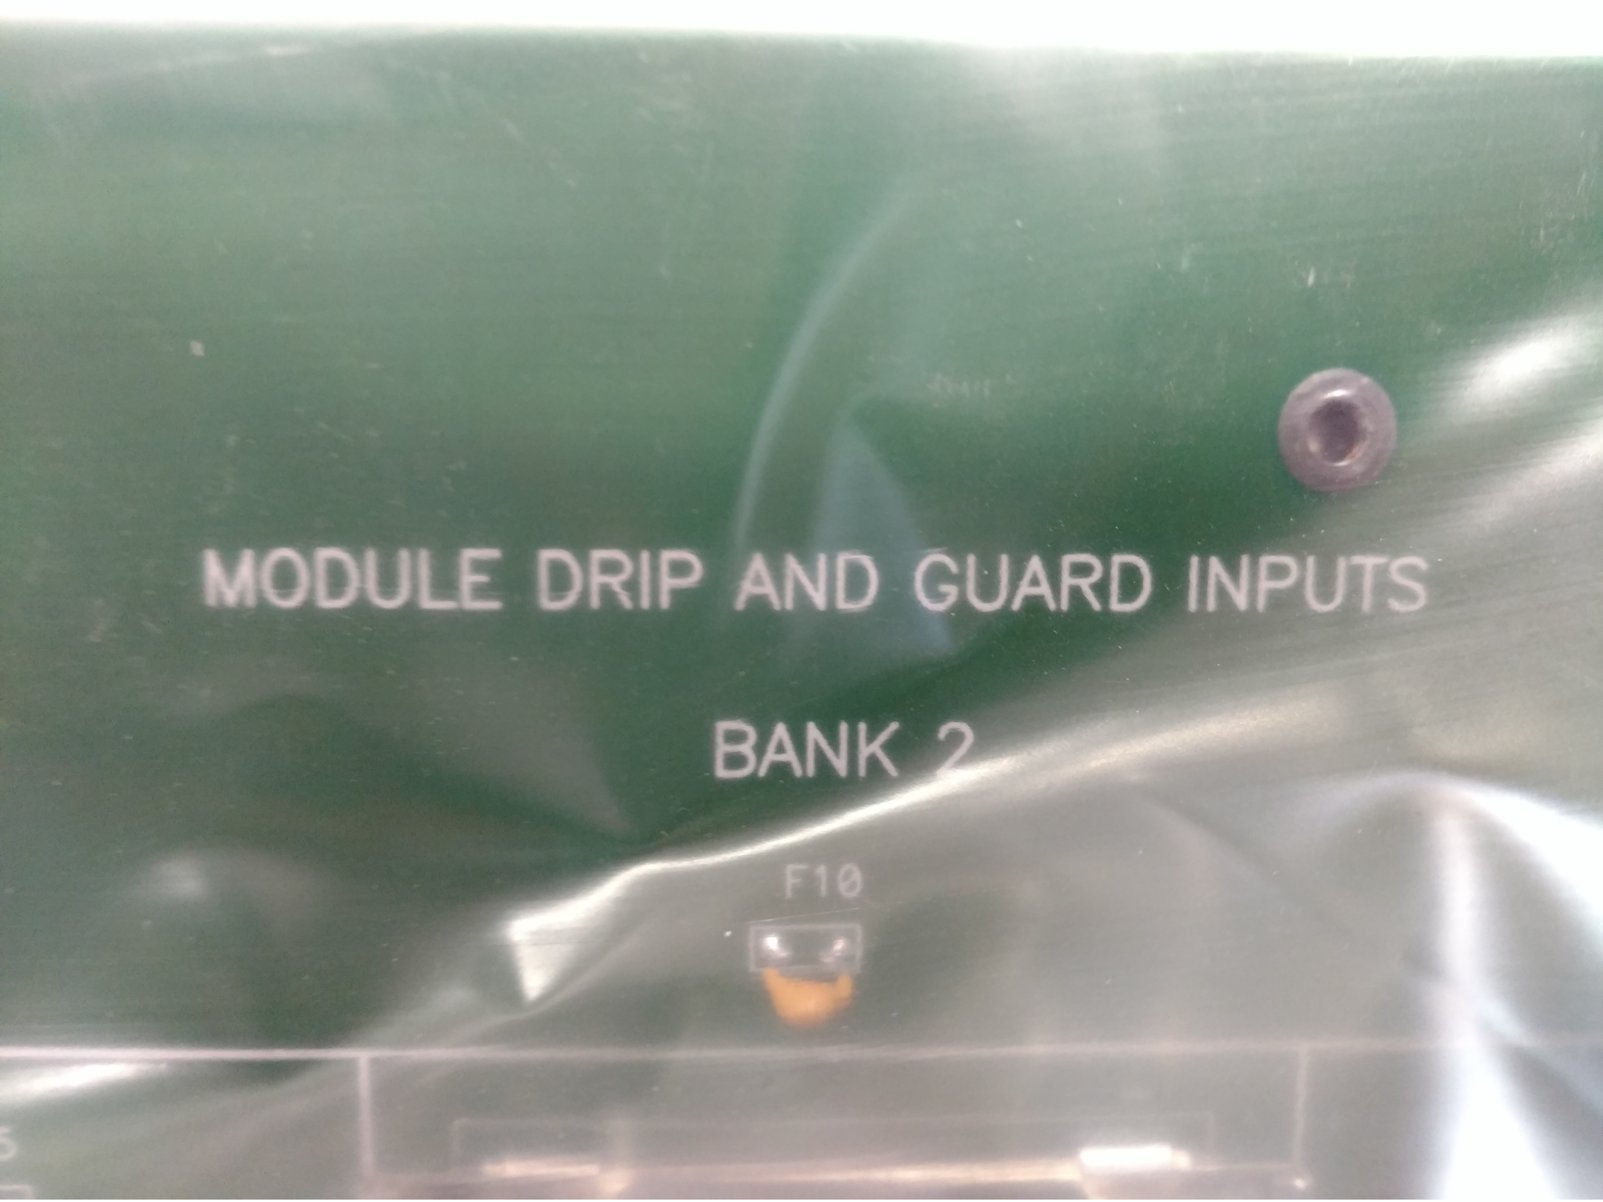 MODULE DRIP AND GUARD INPUTS
BANK 2
F10